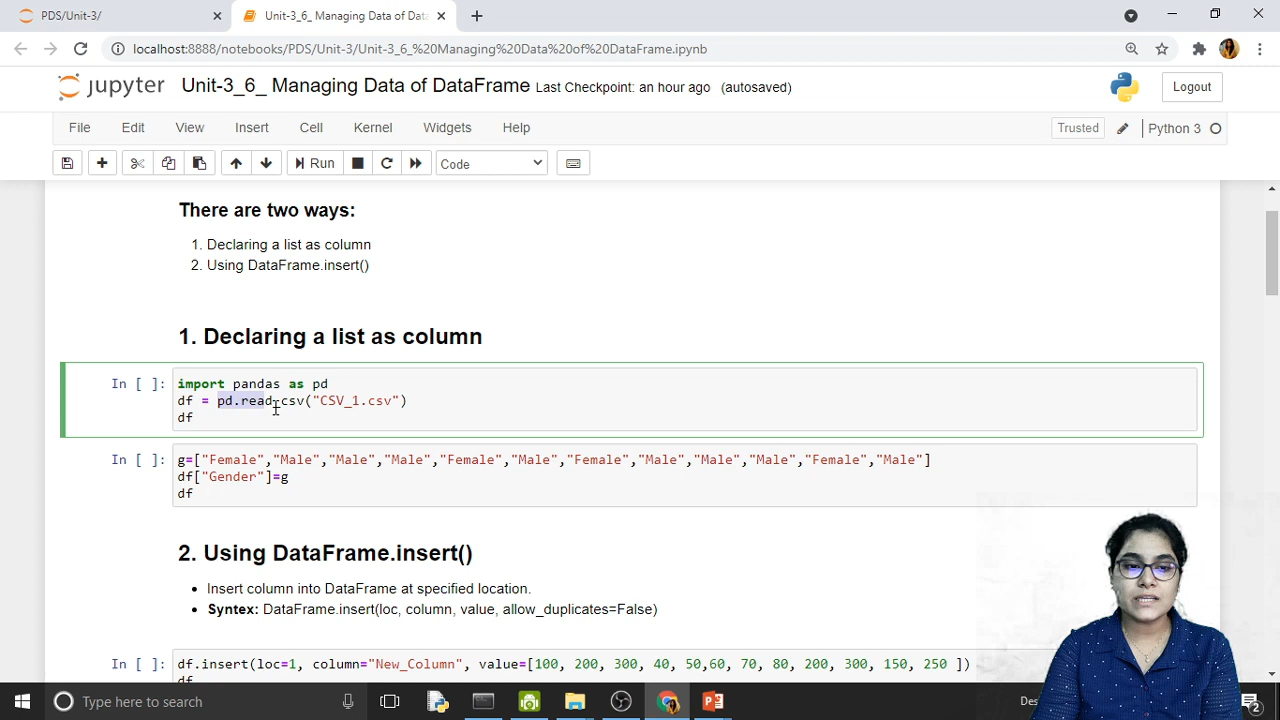 PDS/Unit-3/
Unit-3_6_ Managing Data of Data
localhost:8888/notebooks/PDS/Unit-3/Unit-3_6_%20Managing%20Data%20of%20DataFrame.ipynb
jupyter Unit-3_6_ Managing Data of DataFrame Last Checkpoint: an hour ago (autosaved)
Logout
File Edit View Insert Cell Kernel Widgets Help
Trusted Python 3
Run
Code
There are two ways:
1. Declaring a list as column
2. Using DataFrame.insert()
1. Declaring a list as column
In [ ]: import pandas as pd
df = pd.read_csv("CSV_1.csv")
df
In [ ]: g=["Female","Male","Male","Male","Female","Male","Female","Male","Male","Male","Female","Male"]
df["Gender"]=g
df
2. Using DataFrame.insert()
• Insert column into DataFrame at specified location.
• Syntex: DataFrame.insert(loc, column, value, allow_duplicates=False)
In [ ]: df.insert(loc=1, column="New_Column", value=[100, 200, 300, 40, 50,60, 70, 80, 200, 300, 150, 250 ])
df
Type here to search
2